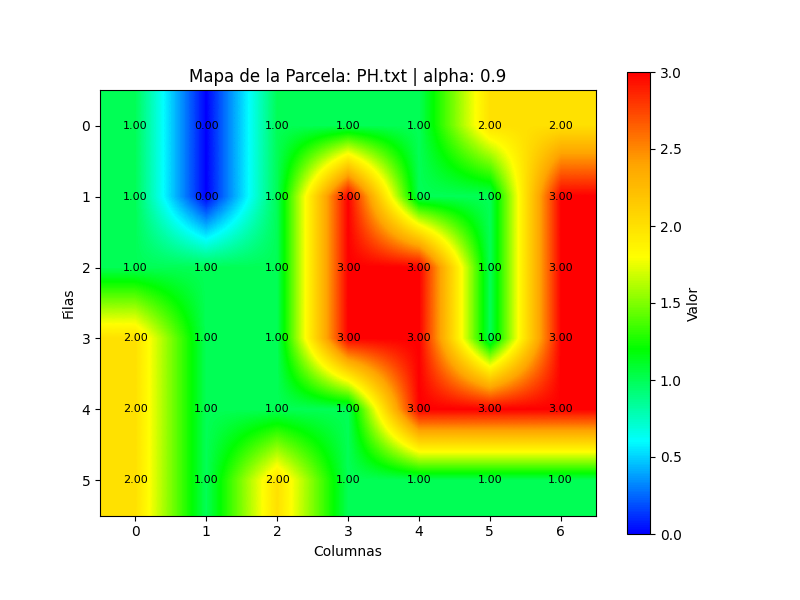 Mapa de la Parcela: PH.txt | alpha: 0.9
3.0
2.5
2.0
1.5
1.0
0.5
0.0
Valor
Filas
0 1.00 0.00 1.00 1.00 1.00 2.00 2.00
1 1.00 0.00 1.00 3.00 1.00 1.00 3.00
2 1.00 1.00 1.00 3.00 3.00 1.00 3.00
3 2.00 1.00 1.00 3.00 3.00 1.00 3.00
4 2.00 1.00 1.00 1.00 3.00 3.00 3.00
5 2.00 1.00 2.00 1.00 1.00 1.00 1.00
0 1 2 3 4 5 6
Columnas